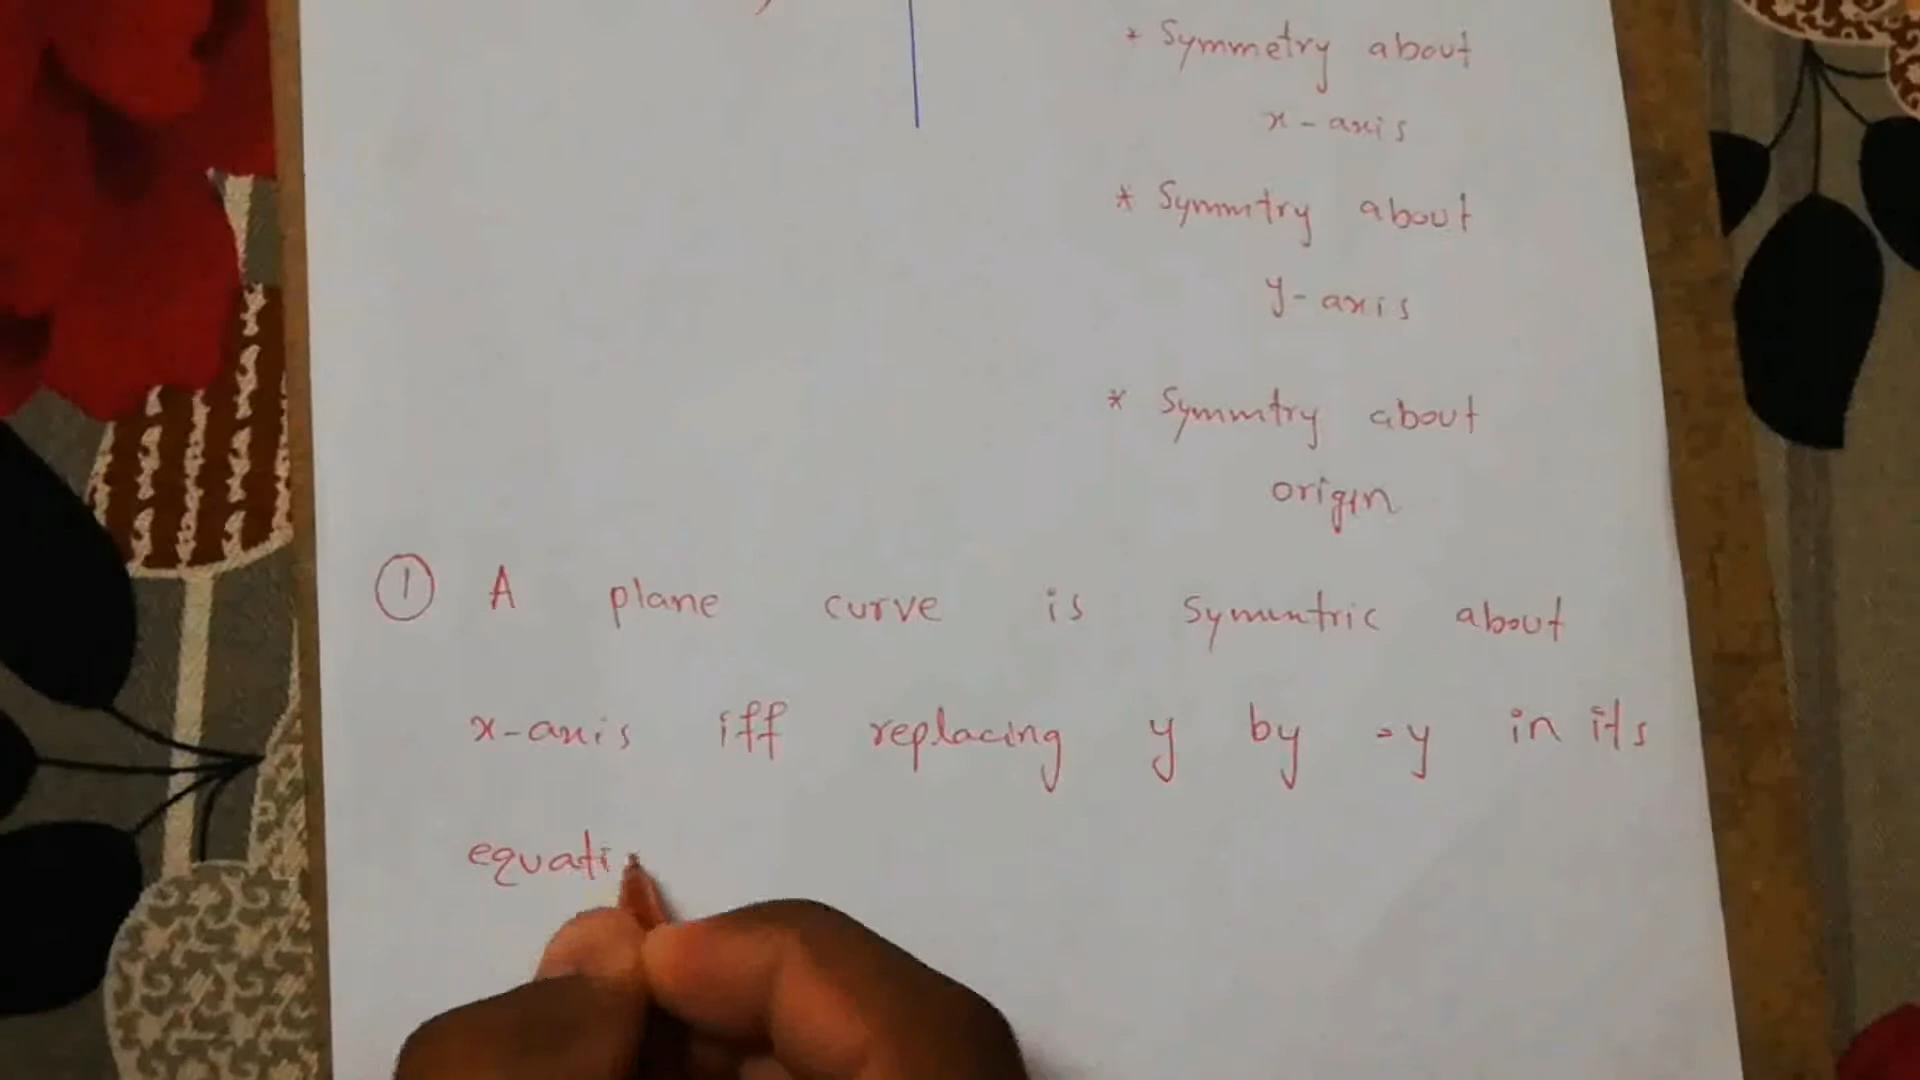 * Symmetry about
x-axis
* Symmtry about
y-axis
* Symmtry about
origin
① A plane curve is symmtric about
x-axis iff replacing y by -y in its
equati